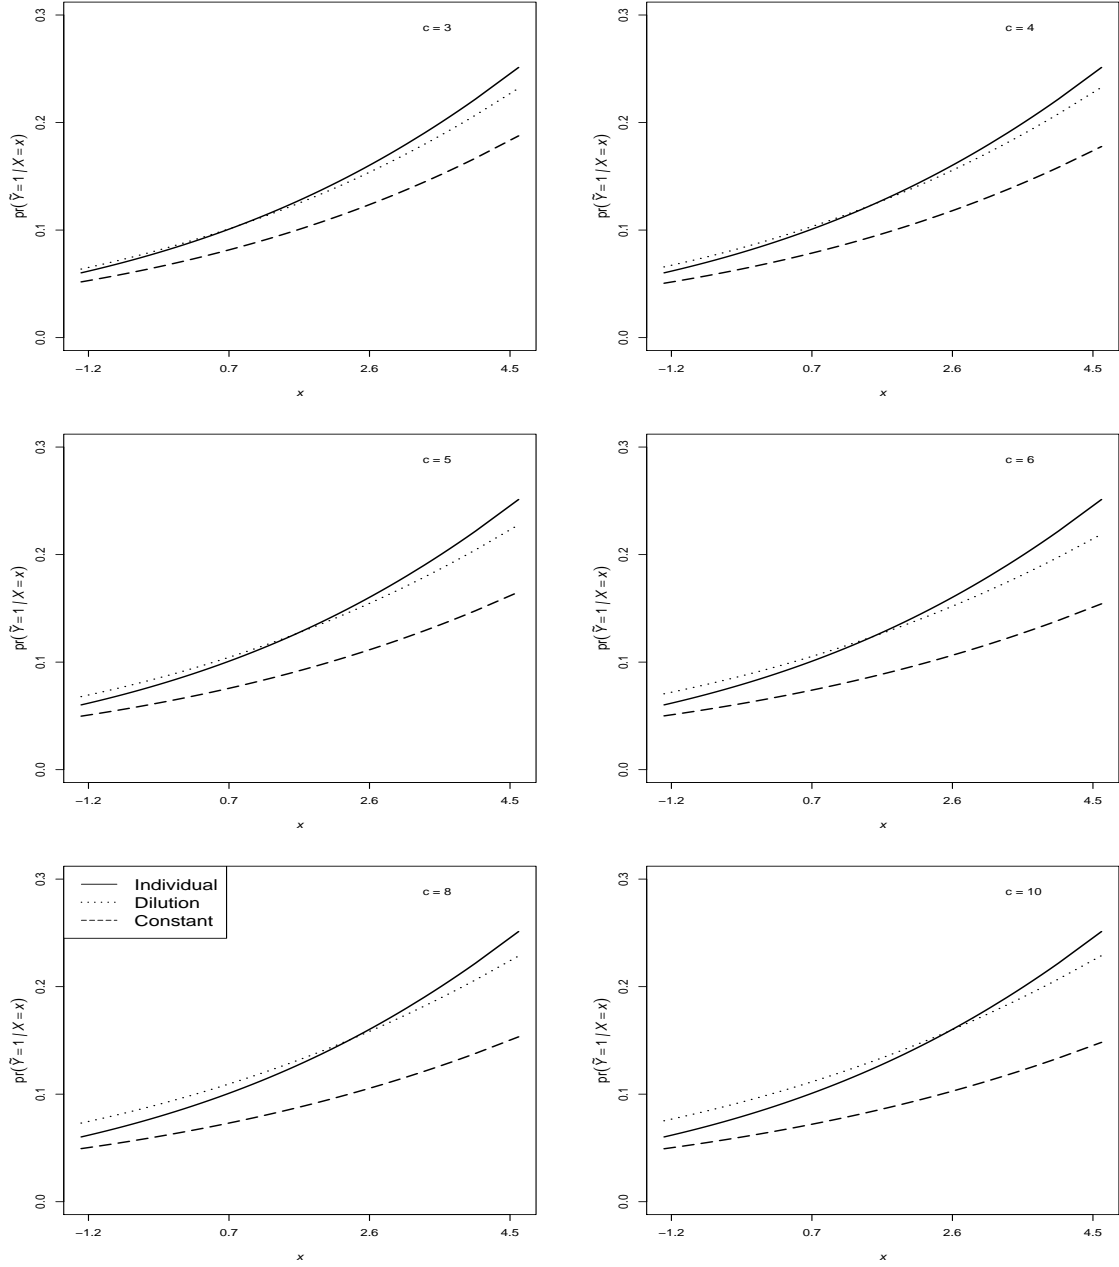 c = 3
0.3
0.2
0.1
0.0
pr(Ỹ = 1 | X = x)
−1.2 0.7 2.6 4.5
x
c = 4
0.3
0.2
0.1
0.0
pr(Ỹ = 1 | X = x)
−1.2 0.7 2.6 4.5
x
c = 5
0.3
0.2
0.1
0.0
pr(Ỹ = 1 | X = x)
−1.2 0.7 2.6 4.5
x
c = 6
0.3
0.2
0.1
0.0
pr(Ỹ = 1 | X = x)
−1.2 0.7 2.6 4.5
x
Individual
Dilution
Constant
c = 8
0.3
0.2
0.1
0.0
pr(Ỹ = 1 | X = x)
−1.2 0.7 2.6 4.5
x
c = 10
0.3
0.2
0.1
0.0
pr(Ỹ = 1 | X = x)
−1.2 0.7 2.6 4.5
x